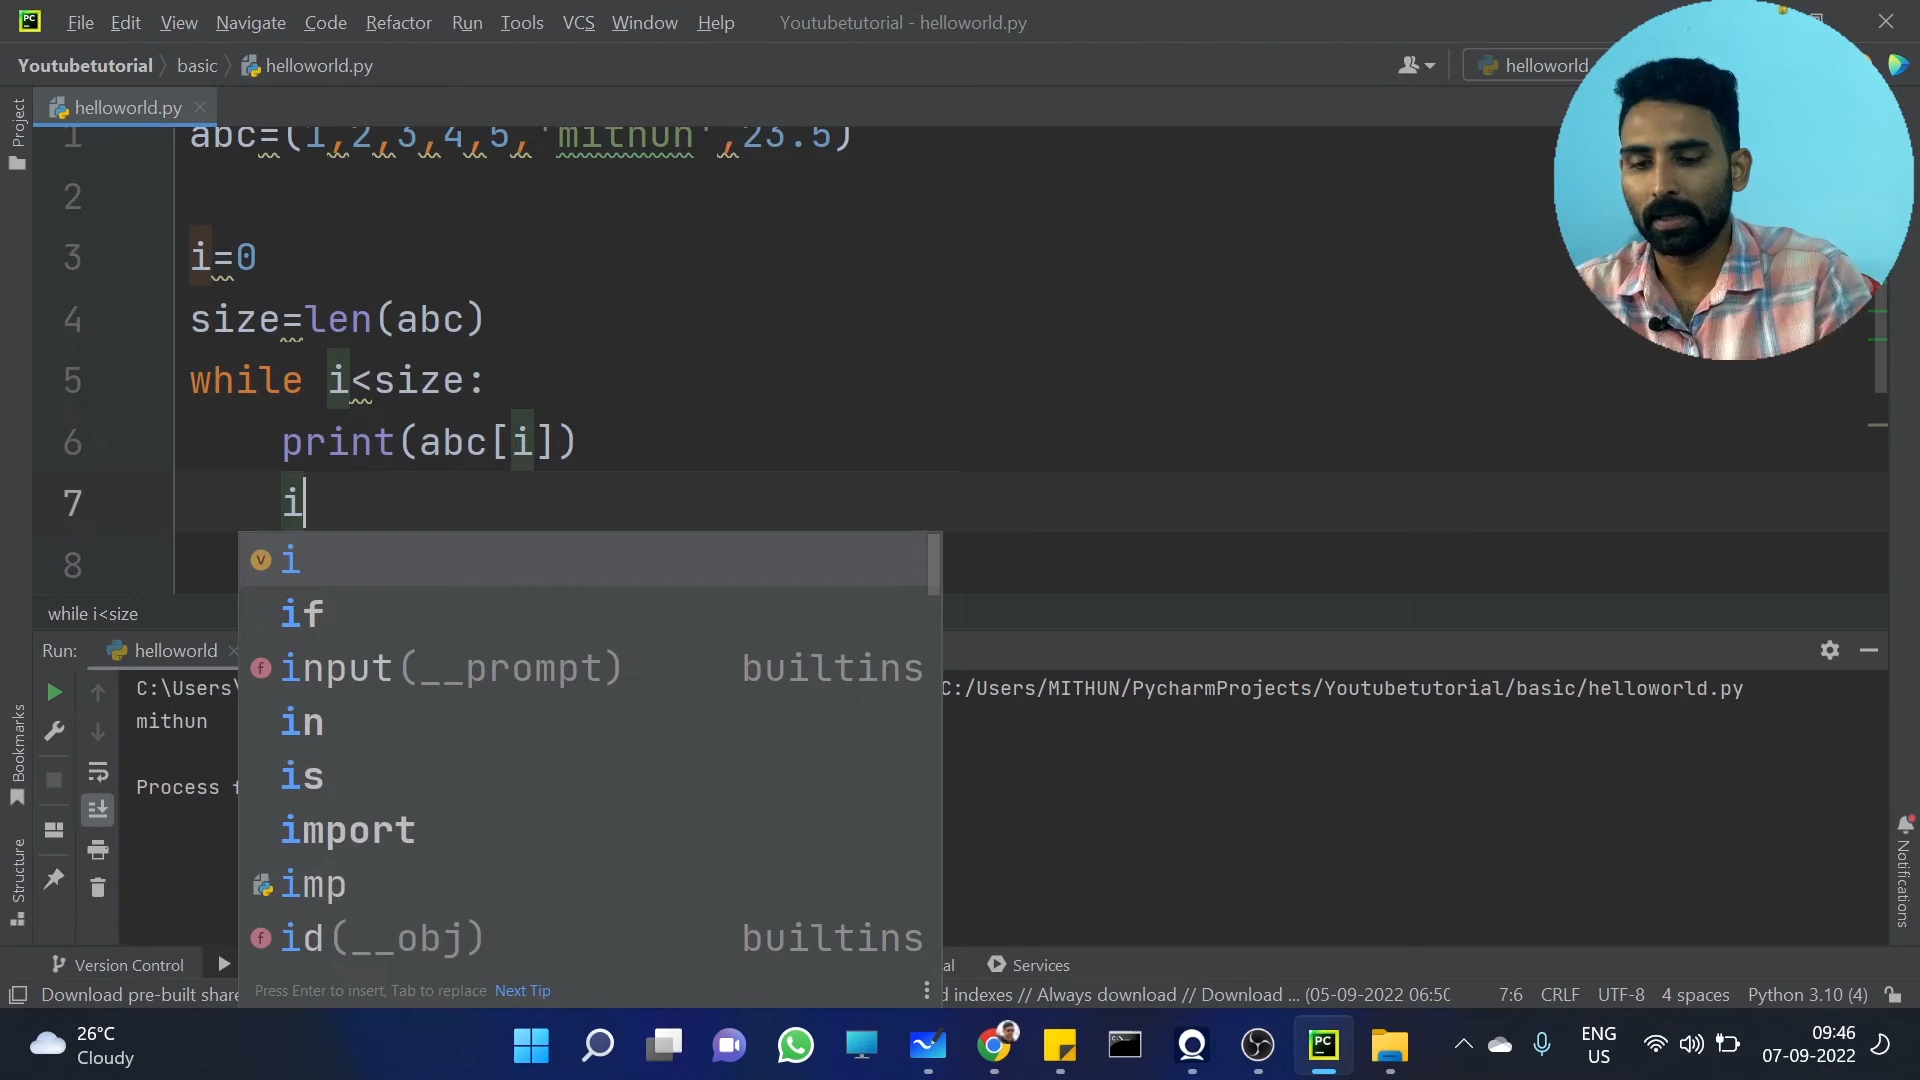 PC File Edit View Navigate Code Refactor Run Tools VCS Window Help Youtubetutorial - helloworld.py
Youtubetutorial basic helloworld.py helloworld
Project
helloworld.py
1 abc=(1,2,3,4,5,'mithun',23.5)
2
3 i=0
4 size=len(abc)
5 while i<size:
6 print(abc[i])
7 i
8
i
if
input(__prompt) builtins
in
is
import
imp
id(__obj) builtins
Press Enter to insert, Tab to replace Next Tip
while i<size
Run: helloworld
C:\Users\ C:/Users/MITHUN/PycharmProjects/Youtubetutorial/basic/helloworld.py
mithun
Process
Bookmarks
Structure
Notifications
Version Control Services
Download pre-built indexes // Always download // Download ... (05-09-2022 06:50 7:6 CRLF UTF-8 4 spaces Python 3.10 (4)
26°C
Cloudy
PC
ENG
US
09:46
07-09-2022